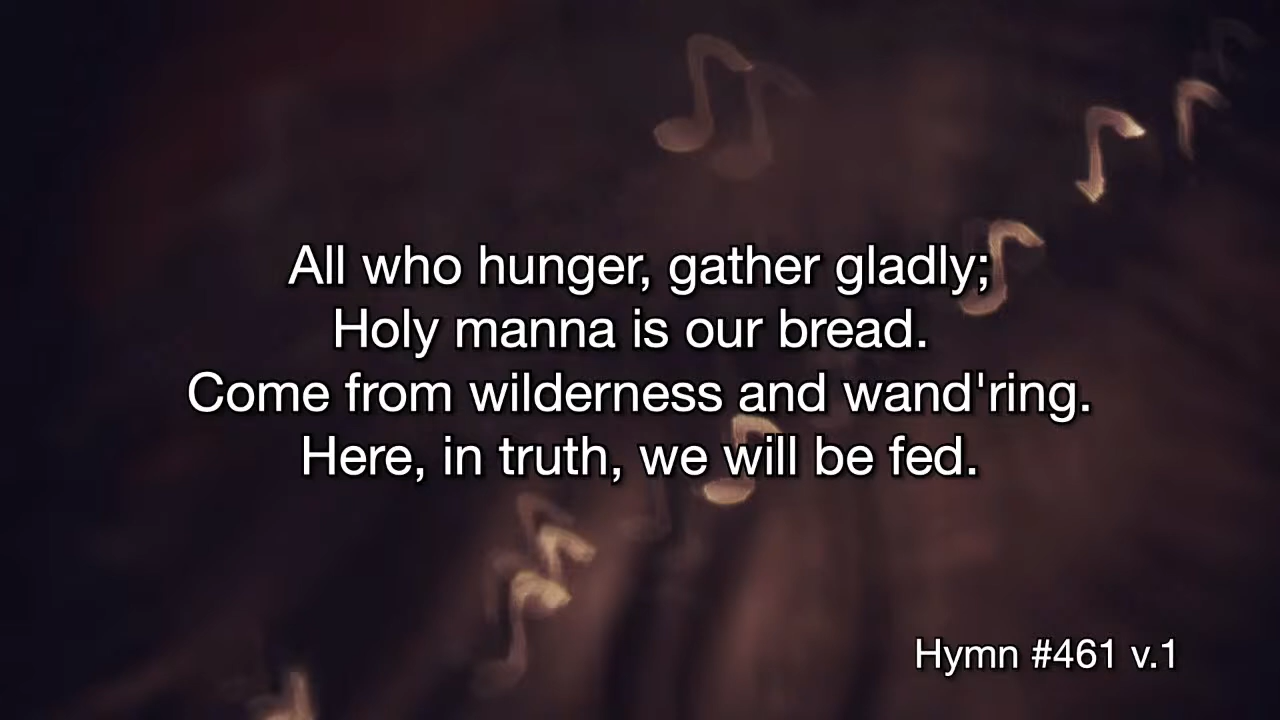 All who hunger, gather gladly;
Holy manna is our bread.
Come from wilderness and wand'ring.
Here, in truth, we will be fed.
Hymn #461 v.1